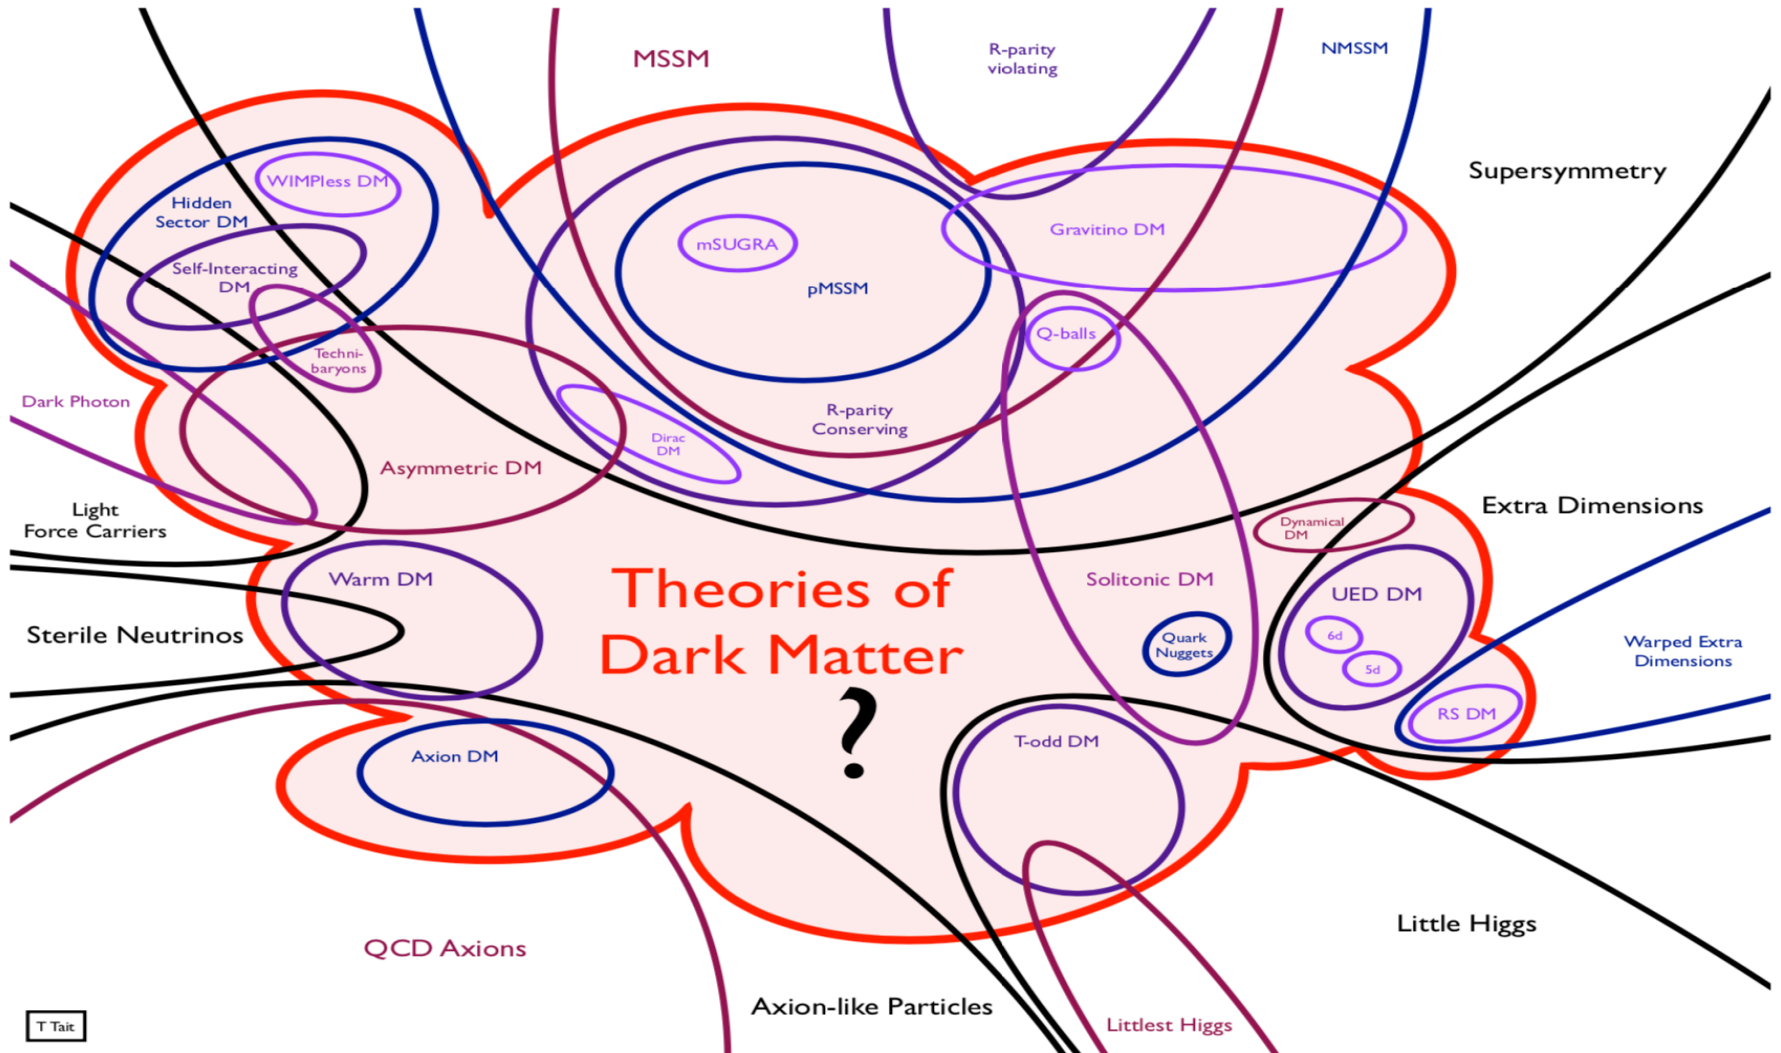 MSSM
R-parity
violating
NMSSM
Supersymmetry
WIMPless DM
Hidden
Sector DM
Self-Interacting
DM
mSUGRA
pMSSM
Gravitino DM
Q-balls
Techni-
baryons
Dark Photon
R-parity
Conserving
Dirac
DM
Asymmetric DM
Light
Force Carriers
Extra Dimensions
Dynamical
DM
Warm DM
Theories of
Dark Matter
?
Solitonic DM
UED DM
6d
5d
Sterile Neutrinos
Quark
Nuggets
Warped Extra
Dimensions
RS DM
T-odd DM
Axion DM
QCD Axions
Little Higgs
Axion-like Particles
Littlest Higgs
T Tait